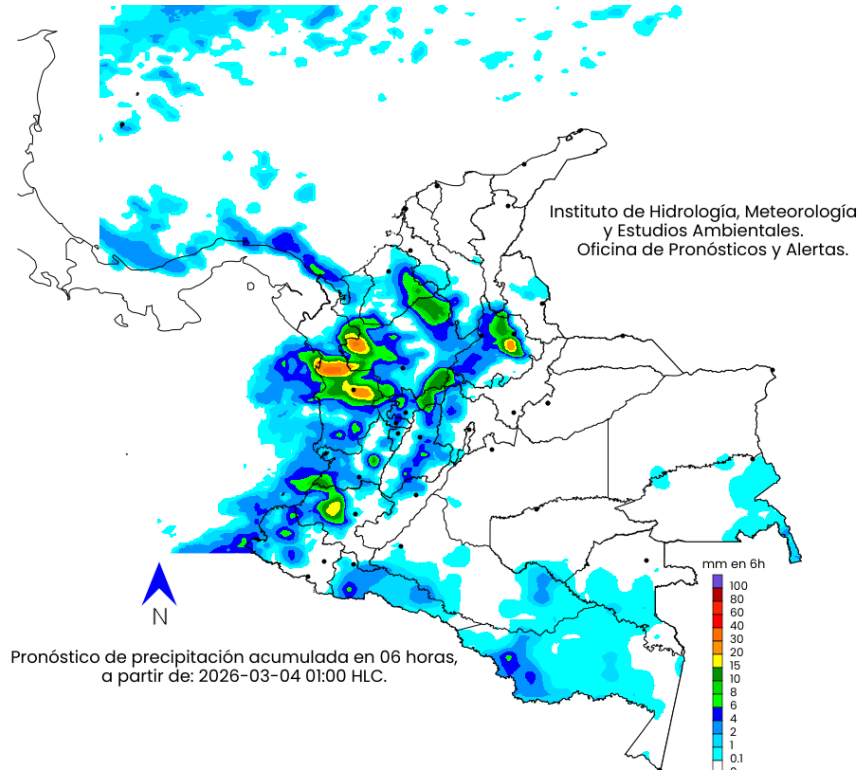 Instituto de Hidrología, Meteorología
y Estudios Ambientales.
Oficina de Pronósticos y Alertas.
N
Pronóstico de precipitación acumulada en 06 horas,
a partir de: 2026-03-04 01:00 HLC.
mm en 6h
100
80
60
40
30
20
15
10
8
6
4
2
1
0.1
0